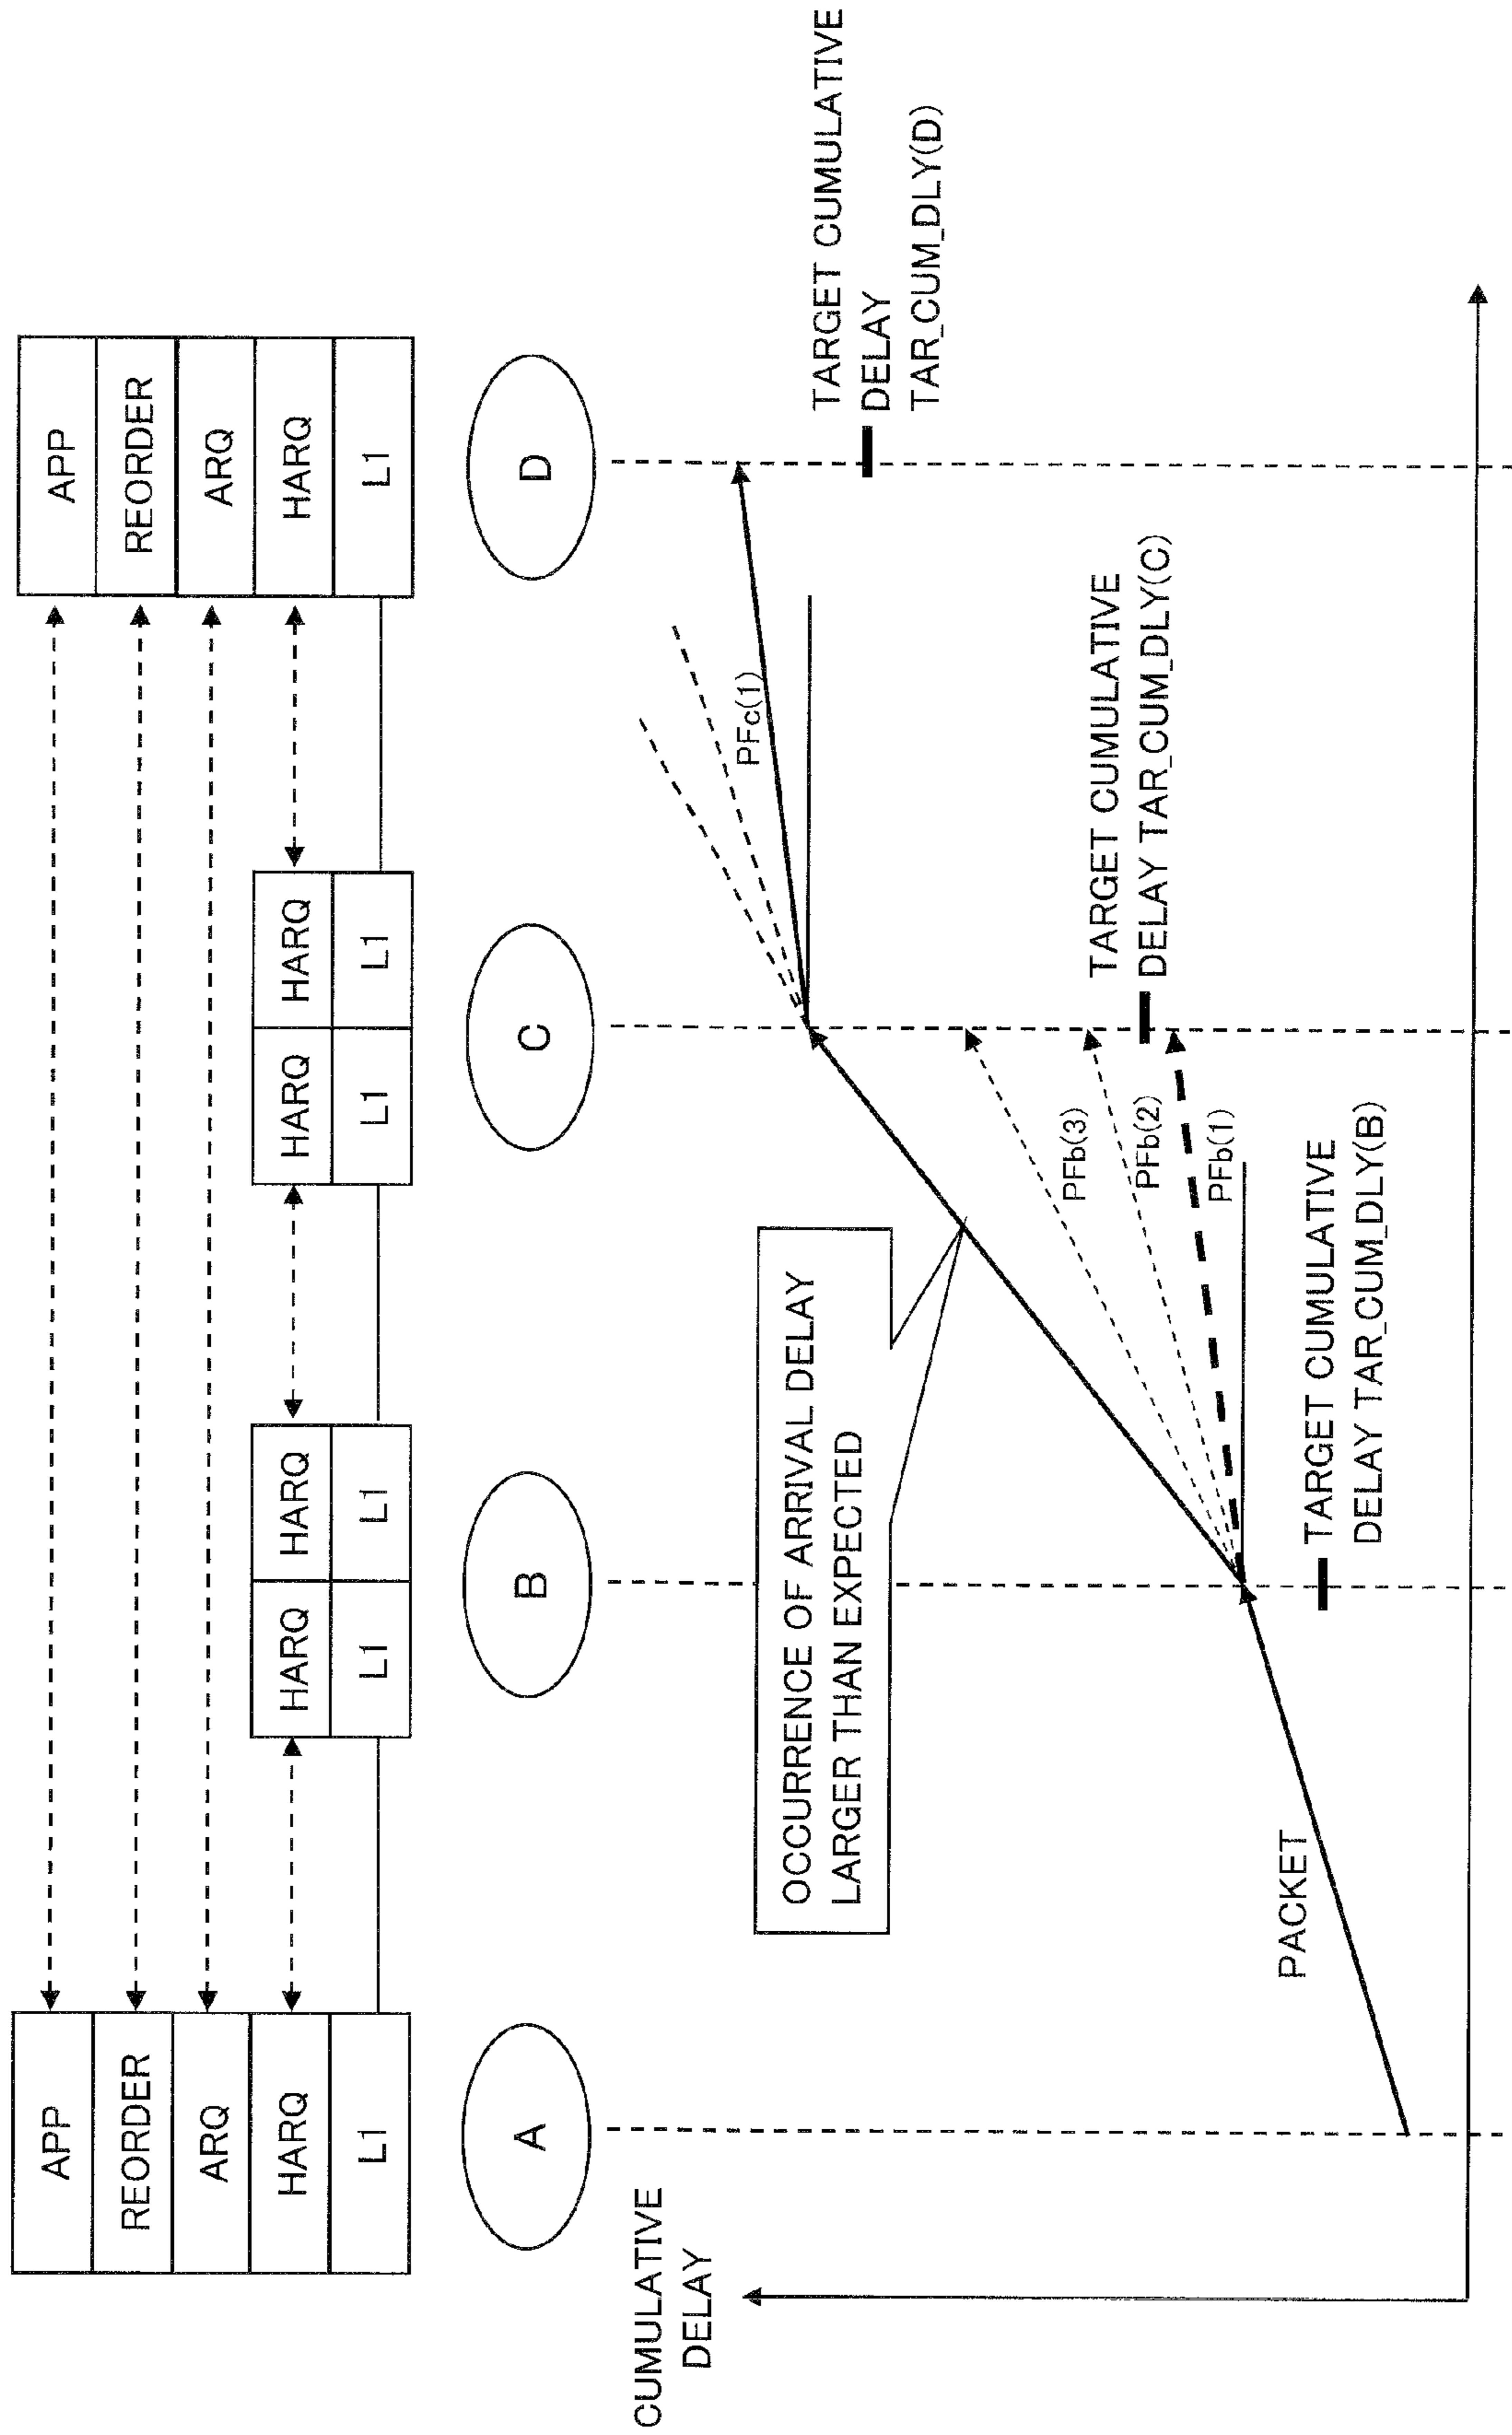 APP
REORDER
ARQ
HARQ
L1
HARQ
HARQ
L1
L1
HARQ
HARQ
L1
L1
APP
REORDER
ARQ
HARQ
L1
A
B
C
D
CUMULATIVE
DELAY
OCCURRENCE OF ARRIVAL DELAY
LARGER THAN EXPECTED
PACKET
TARGET CUMULATIVE
DELAY TAR_CUM_DLY(B)
PFb(3)
PFb(2)
PFb(1)
TARGET CUMULATIVE
DELAY TAR_CUM_DLY(C)
PFc(1)
TARGET CUMULATIVE
DELAY
TAR_CUM_DLY(D)